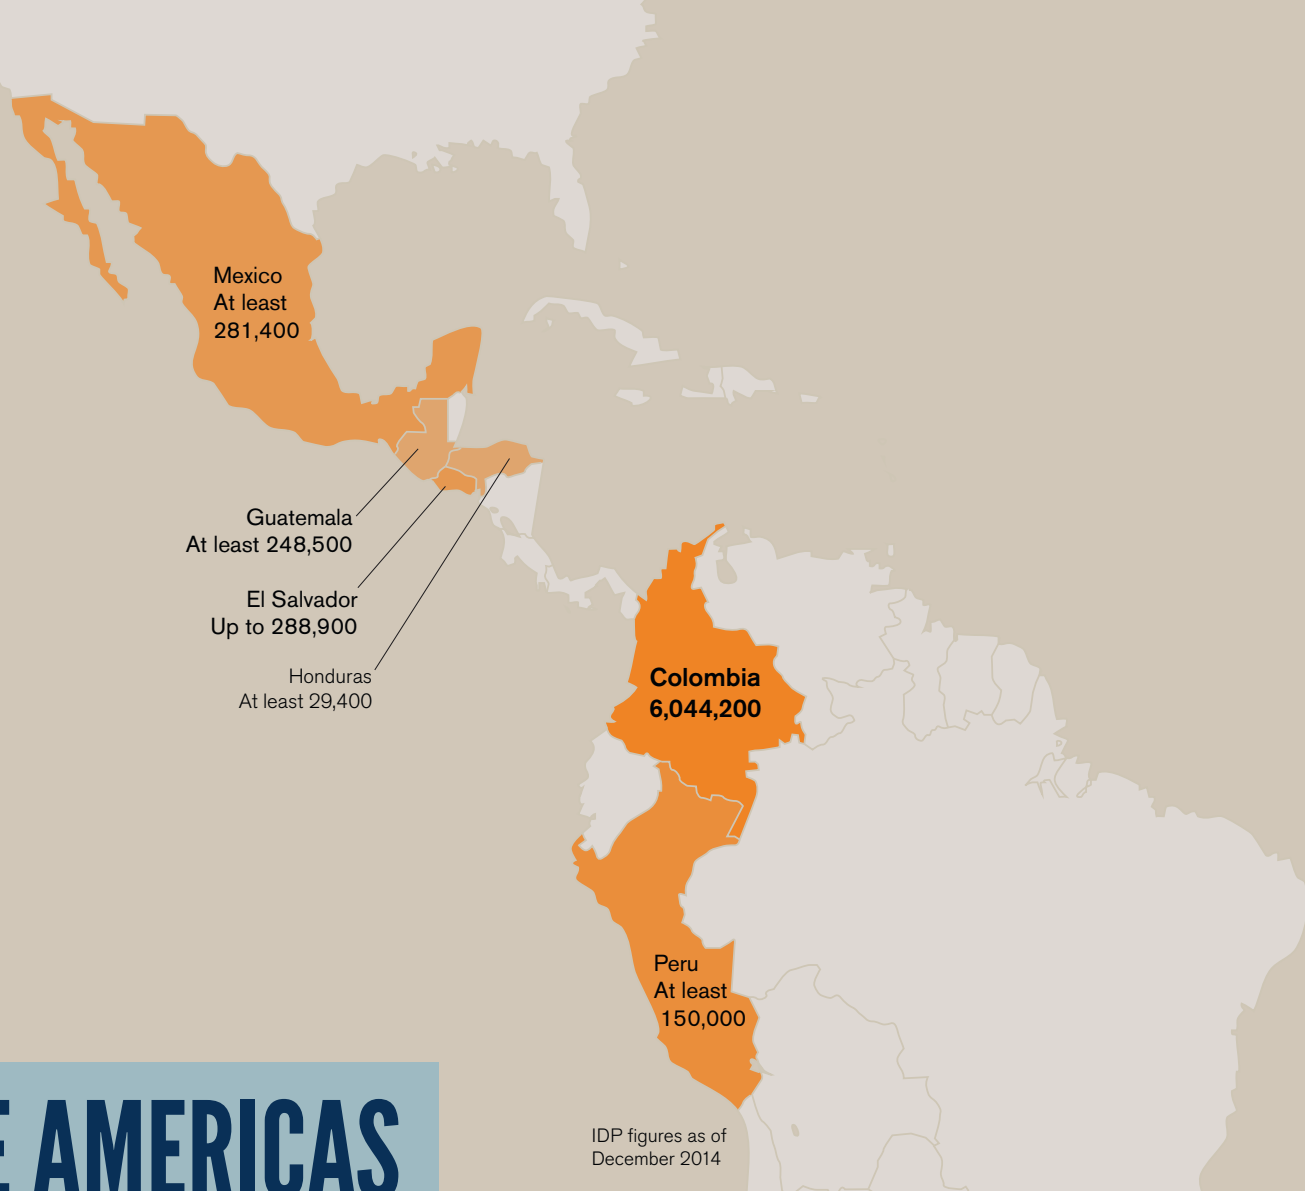 Mexico
At least
281,400
Guatemala
At least 248,500
El Salvador
Up to 288,900
Honduras
At least 29,400
Colombia
6,044,200
Peru
At least
150,000
IDP figures as of
December 2014
E AMERICAS